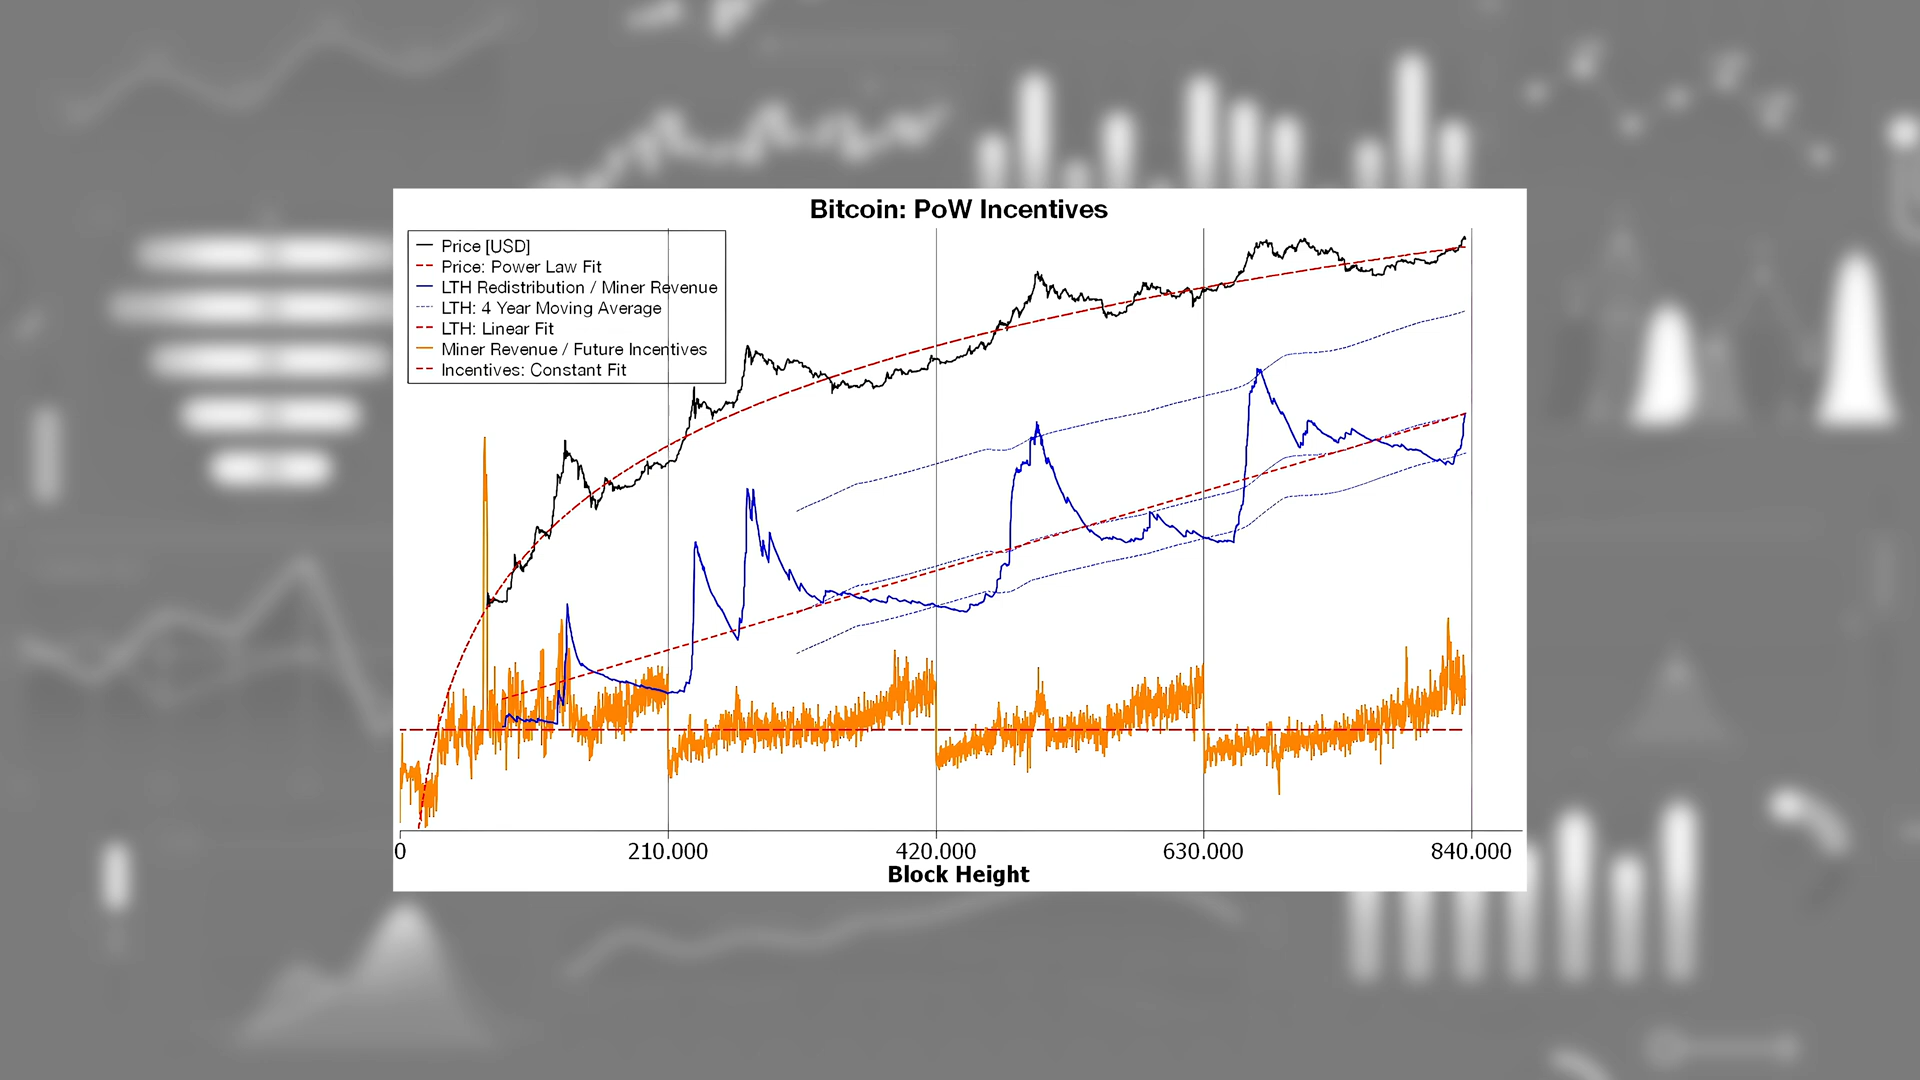 Bitcoin: PoW Incentives
Price [USD]
Price: Power Law Fit
LTH Redistribution / Miner Revenue
LTH: 4 Year Moving Average
LTH: Linear Fit
Miner Revenue / Future Incentives
Incentives: Constant Fit
0 210.000 420.000 630.000 840.000
Block Height